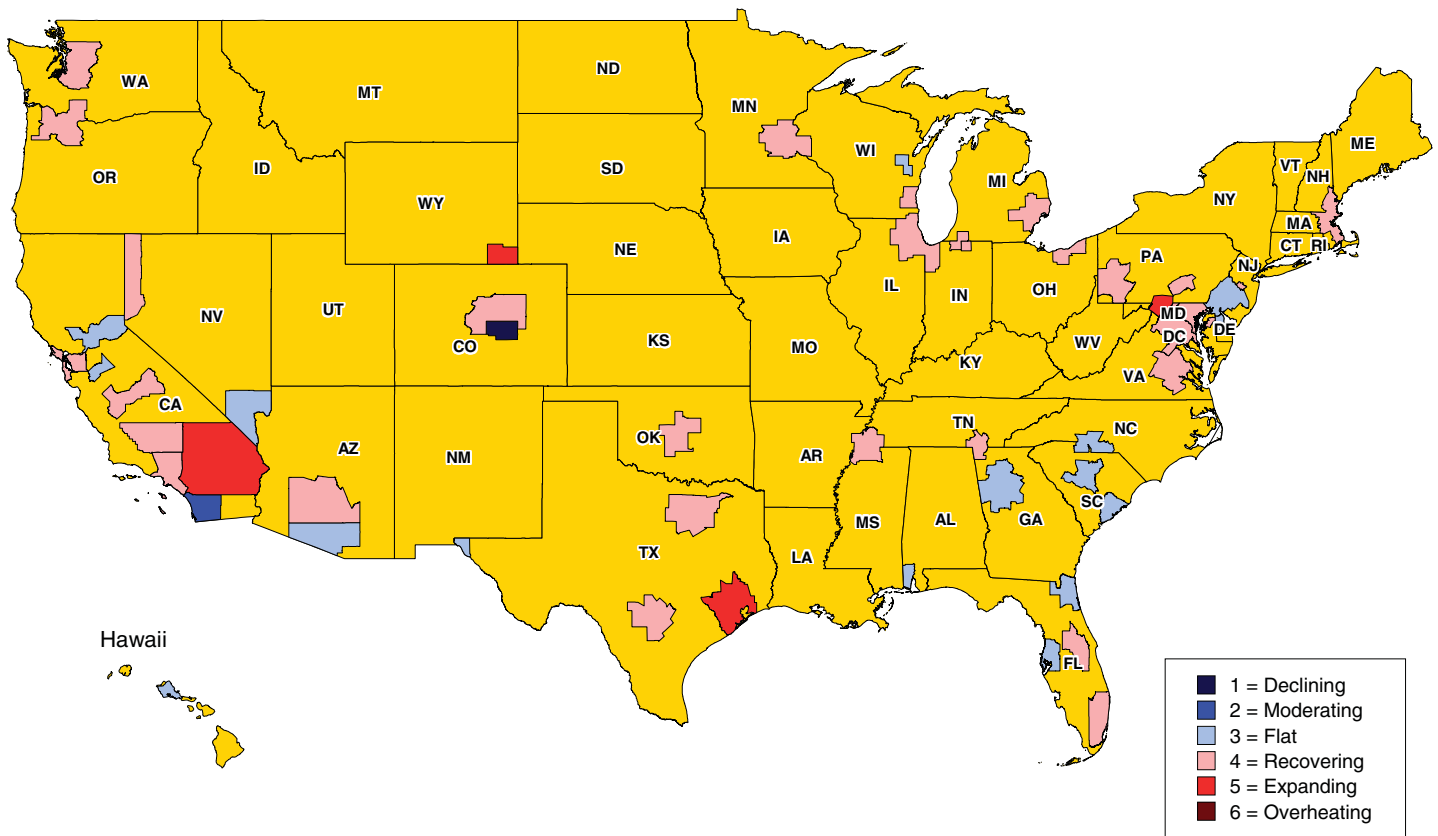 WA
MT
ND
MN
OR
ID
WY
SD
WI
MI
ME
VT
NH
NY
MA
CT
RI
NV
UT
CO
NE
IA
IL
IN
OH
PA
NJ
MD
DE
DC
WV
VA
KS
MO
KY
CA
AZ
NM
OK
AR
TN
NC
SC
TX
LA
MS
AL
GA
FL
Hawaii
1 = Declining
2 = Moderating
3 = Flat
4 = Recovering
5 = Expanding
6 = Overheating